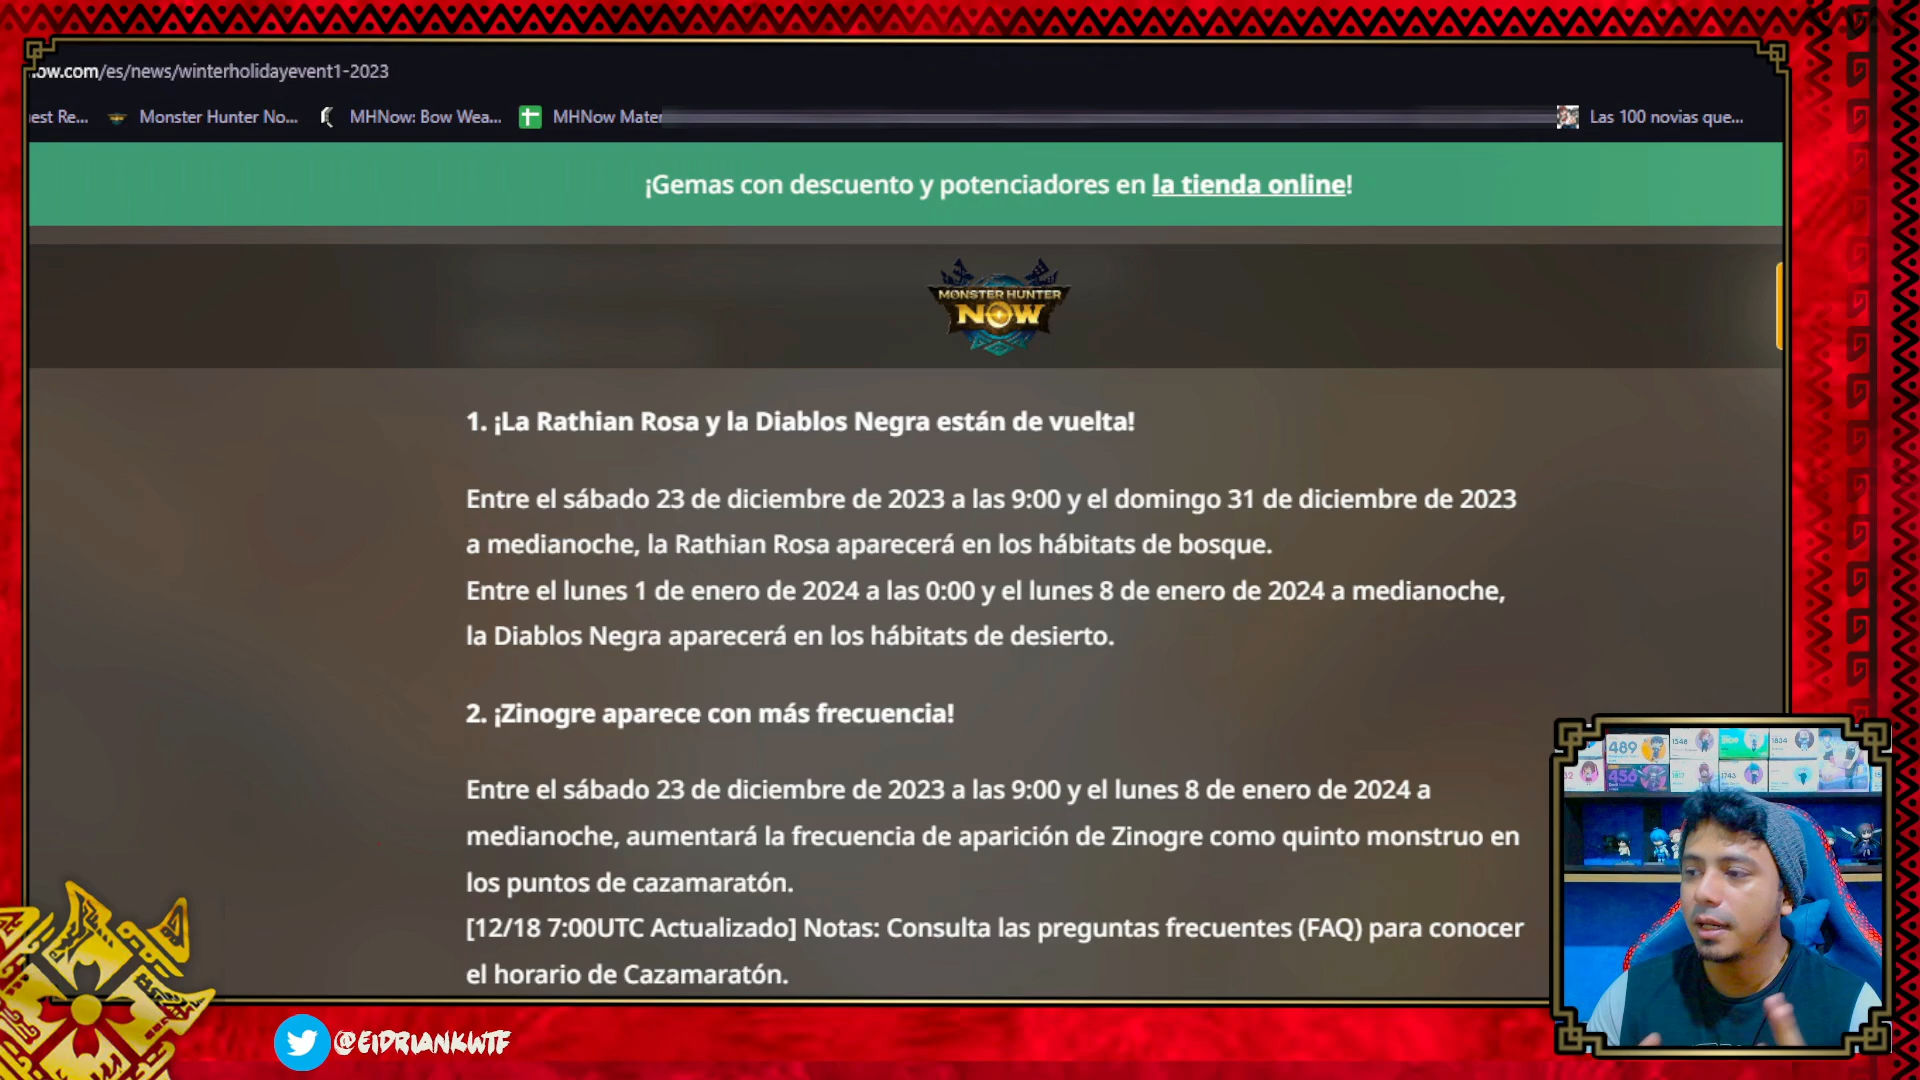 now.com/es/news/winterholidayevent1-2023
est Re... Monster Hunter No... MHNow: Bow Wea... MHNow Mater Las 100 novias que...
¡Gemas con descuento y potenciadores en la tienda online!
MONSTER HUNTER
NOW
1. ¡La Rathian Rosa y la Diablos Negra están de vuelta!
Entre el sábado 23 de diciembre de 2023 a las 9:00 y el domingo 31 de diciembre de 2023
a medianoche, la Rathian Rosa aparecerá en los hábitats de bosque.
Entre el lunes 1 de enero de 2024 a las 0:00 y el lunes 8 de enero de 2024 a medianoche,
la Diablos Negra aparecerá en los hábitats de desierto.
2. ¡Zinogre aparece con más frecuencia!
Entre el sábado 23 de diciembre de 2023 a las 9:00 y el lunes 8 de enero de 2024 a
medianoche, aumentará la frecuencia de aparición de Zinogre como quinto monstruo en
los puntos de cazamaratón.
[12/18 7:00UTC Actualizado] Notas: Consulta las preguntas frecuentes (FAQ) para conocer
el horario de Cazamaratón.
489 1548 1834
456 1817 1743
@EIDRIANKWTF